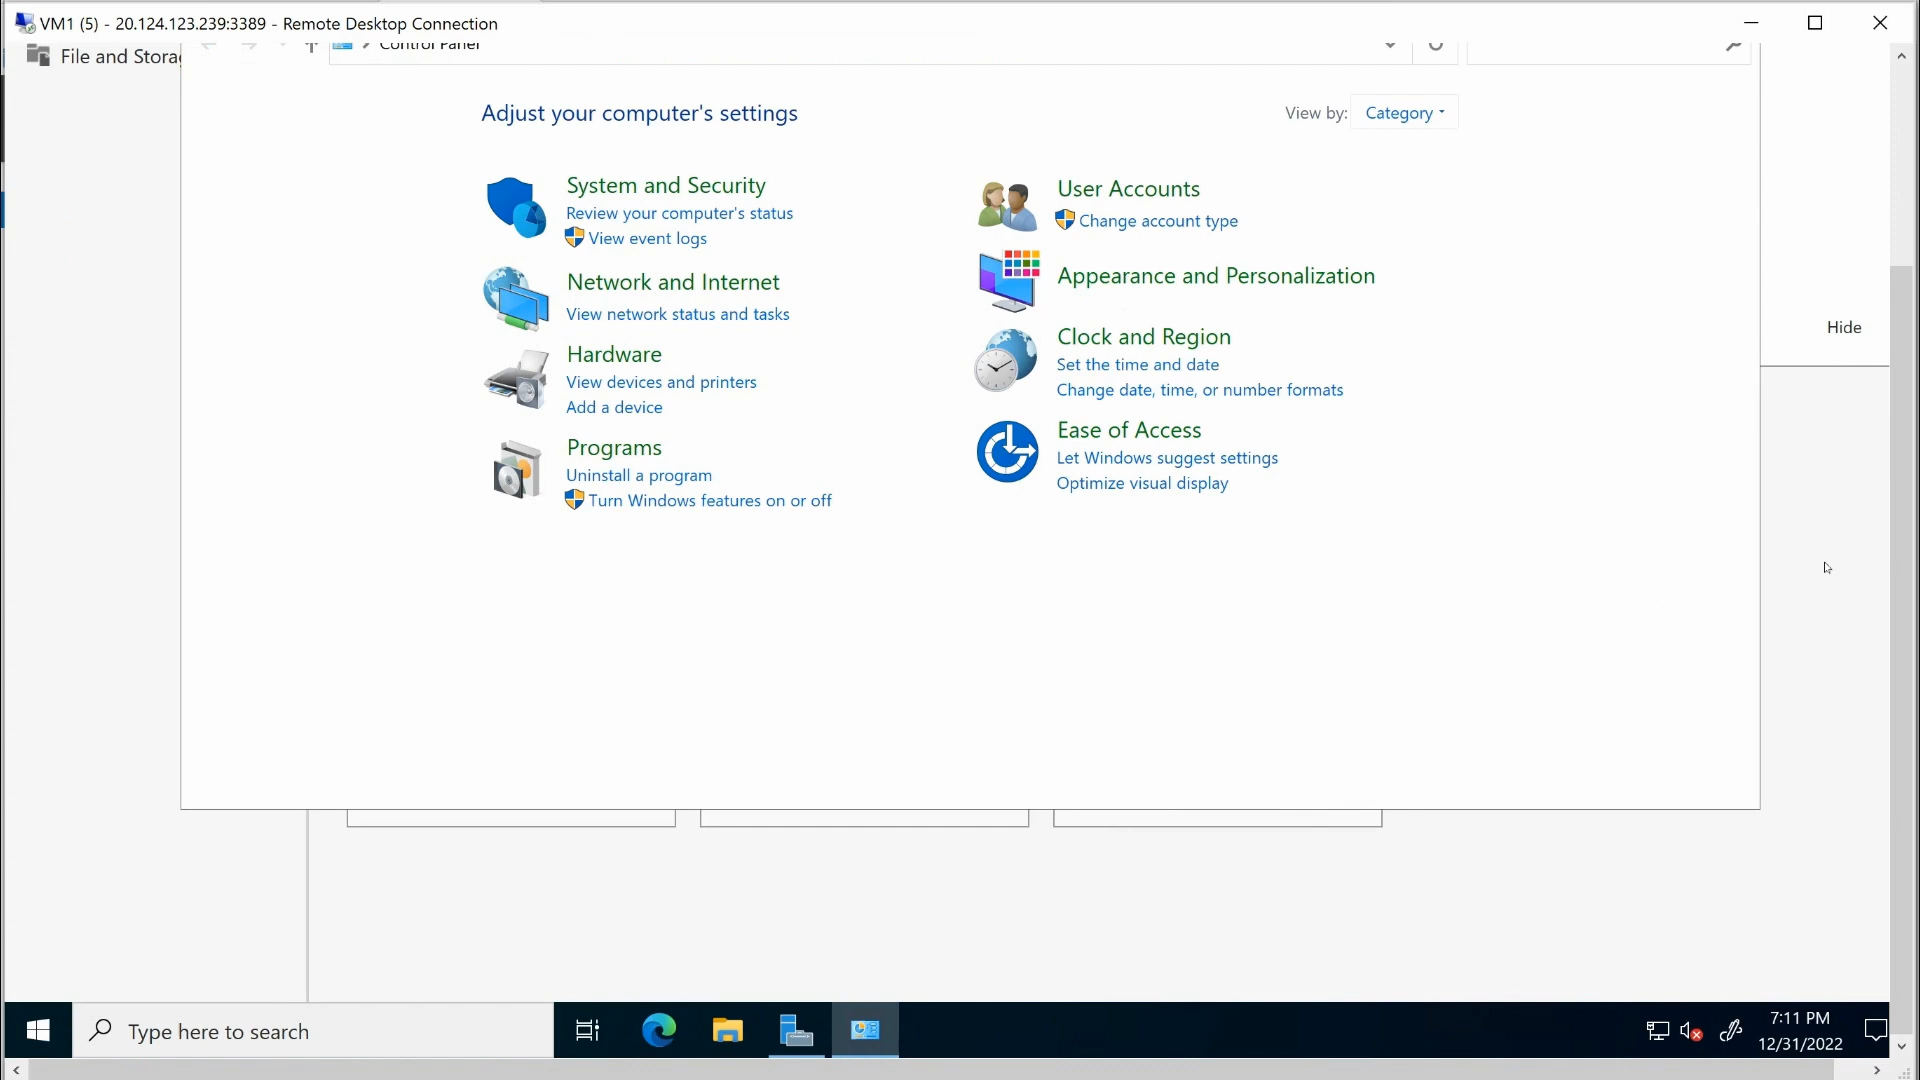 VM1 (5) - 20.124.123.239:3389 - Remote Desktop Connection
File and Storag
Control Panel
Adjust your computer's settings
View by: Category
System and Security
Review your computer's status
View event logs
Network and Internet
View network status and tasks
Hardware
View devices and printers
Add a device
Programs
Uninstall a program
Turn Windows features on or off
User Accounts
Change account type
Appearance and Personalization
Clock and Region
Set the time and date
Change date, time, or number formats
Ease of Access
Let Windows suggest settings
Optimize visual display
Hide
Type here to search
7:11 PM
12/31/2022